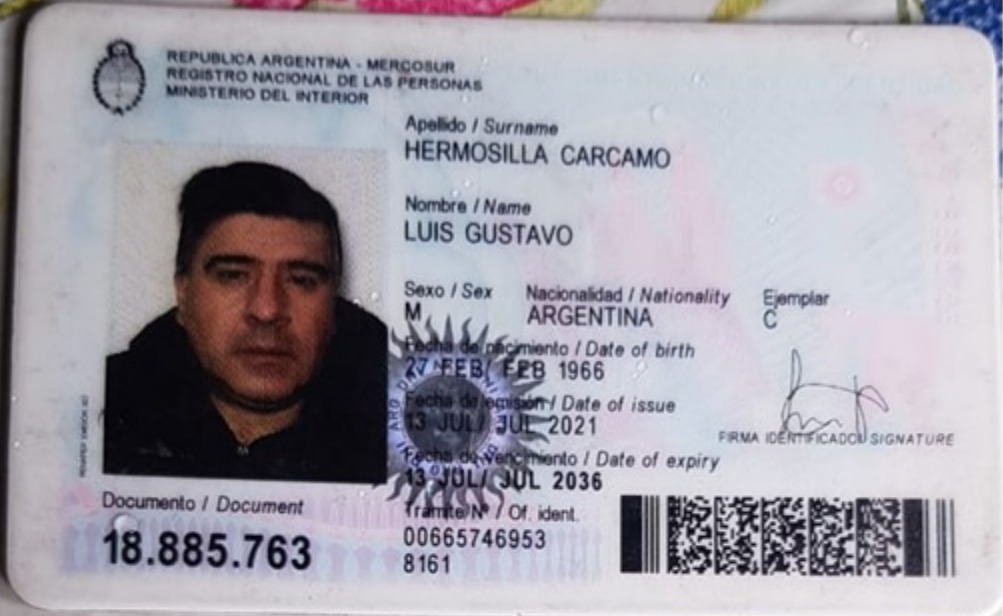 REPUBLICA ARGENTINA - MERCOSUR
REGISTRO NACIONAL DE LAS PERSONAS
MINISTERIO DEL INTERIOR
Apellido / Surname
HERMOSILLA CARCAMO
Nombre / Name
LUIS GUSTAVO
Sexo / Sex
M
Nacionalidad / Nationality
ARGENTINA
Ejemplar
C
Fecha de nacimiento / Date of birth
27 FEB/ FEB 1966
Fecha de emisión / Date of issue
13 JUL/ JUL 2021
Fecha de vencimiento / Date of expiry
13 JUL/ JUL 2036
FIRMA IDENTIFICADO/ SIGNATURE
Documento / Document
18.885.763
Trámite Nº / Of. ident.
00665746953
8161